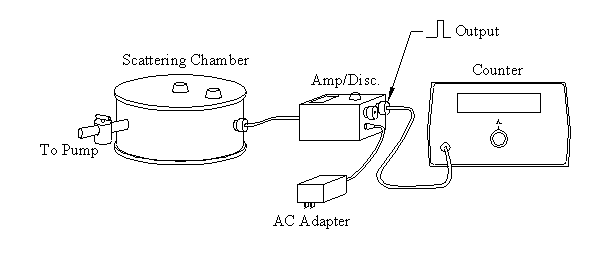 Output
Scattering Chamber
Counter
Amp/Disc.
To Pump
AC Adapter